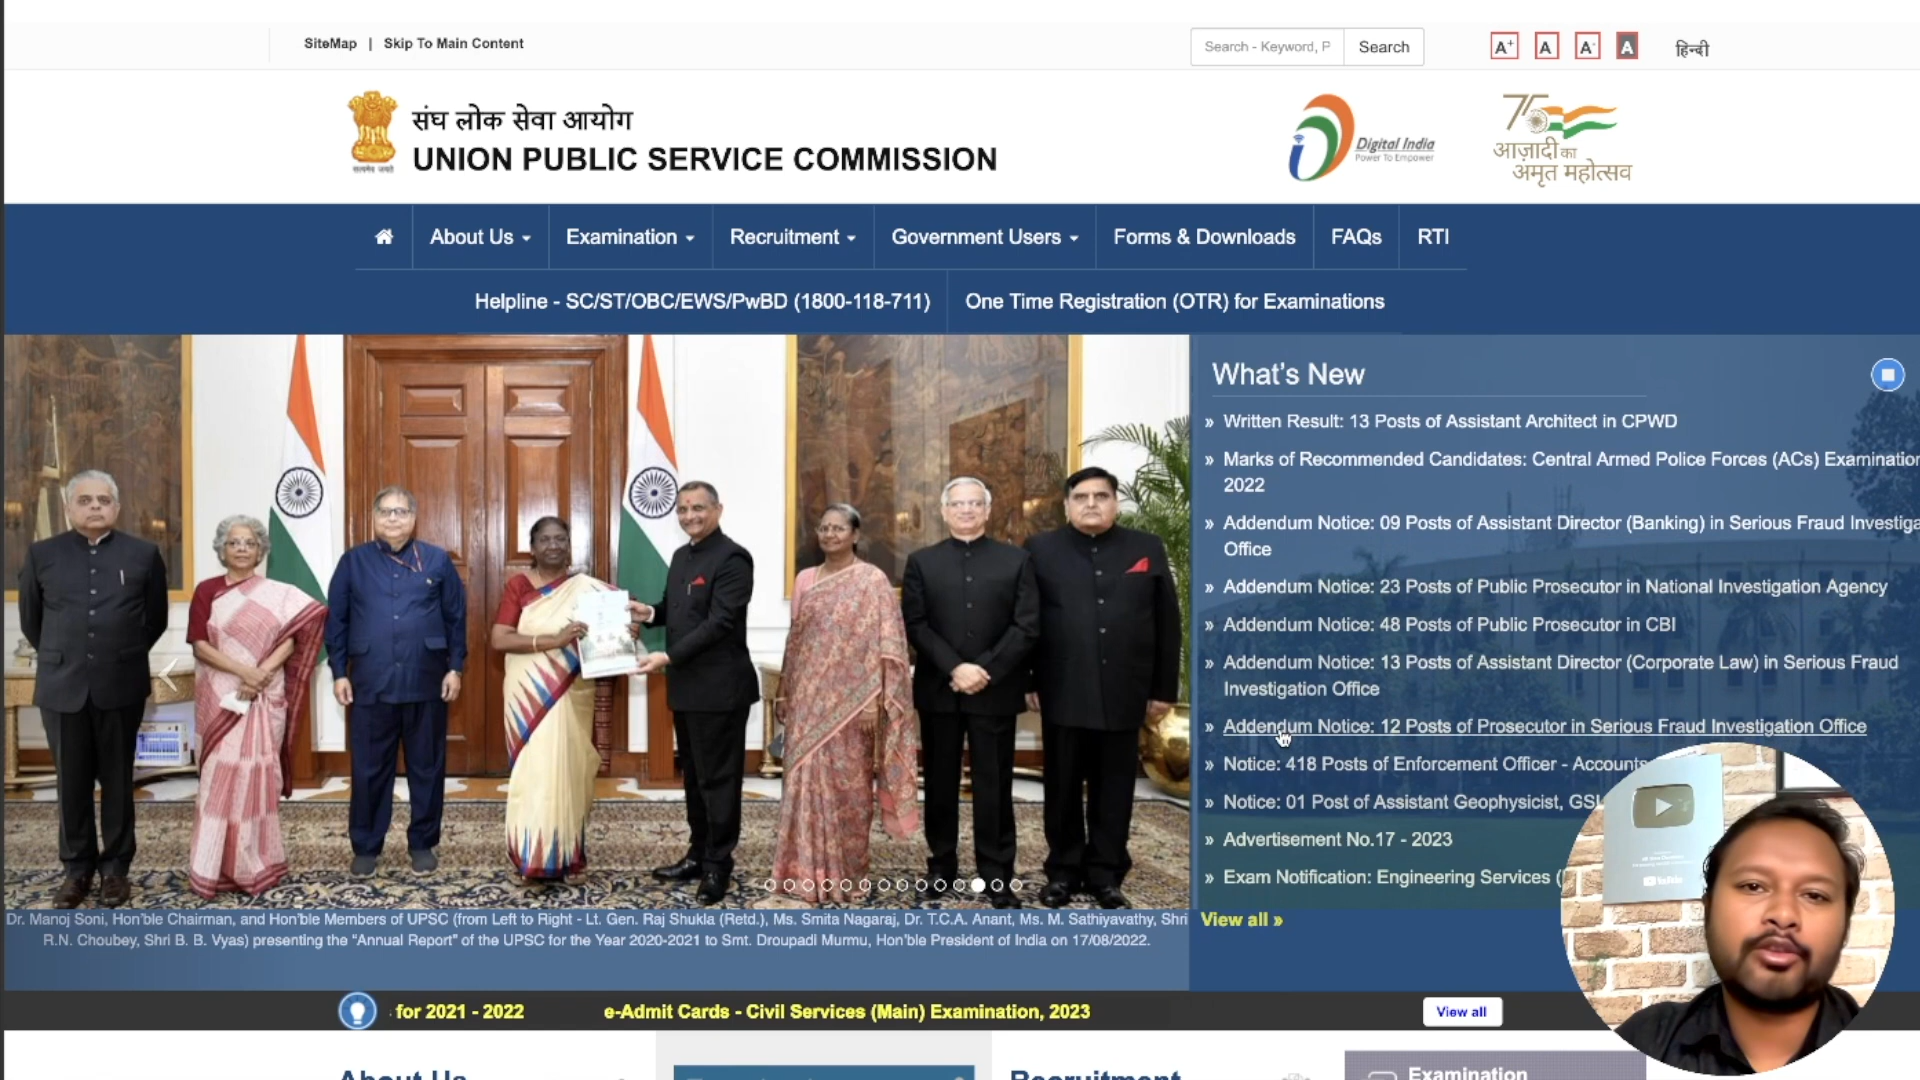 SiteMap | Skip To Main Content
Search - Keyword, P
Search
A+ A A- A
हिन्दी
संघ लोक सेवा आयोग
UNION PUBLIC SERVICE COMMISSION
सत्यमेव जयते
Digital India
Power To Empower
75
आज़ादी का
अमृत महोत्सव
About Us
Examination
Recruitment
Government Users
Forms & Downloads
FAQs
RTI
Helpline - SC/ST/OBC/EWS/PwBD (1800-118-711)
One Time Registration (OTR) for Examinations
What's New
» Written Result: 13 Posts of Assistant Architect in CPWD
» Marks of Recommended Candidates: Central Armed Police Forces (ACs) Examination
2022
» Addendum Notice: 09 Posts of Assistant Director (Banking) in Serious Fraud Investiga
Office
» Addendum Notice: 23 Posts of Public Prosecutor in National Investigation Agency
» Addendum Notice: 48 Posts of Public Prosecutor in CBI
» Addendum Notice: 13 Posts of Assistant Director (Corporate Law) in Serious Fraud
Investigation Office
» Addendum Notice: 12 Posts of Prosecutor in Serious Fraud Investigation Office
» Notice: 418 Posts of Enforcement Officer - Accounts
» Notice: 01 Post of Assistant Geophysicist, GSI
» Advertisement No.17 - 2023
» Exam Notification: Engineering Services (
View all »
Dr. Manoj Soni, Hon'ble Chairman, and Hon'ble Members of UPSC (from Left to Right - Lt. Gen. Raj Shukla (Retd.), Ms. Smita Nagaraj, Dr. T.C.A. Anant, Ms. M. Sathiyavathy, Shri
R.N. Choubey, Shri B. B. Vyas) presenting the "Annual Report" of the UPSC for the Year 2020-2021 to Smt. Droupadi Murmu, Hon'ble President of India on 17/08/2022.
for 2021 - 2022
e-Admit Cards - Civil Services (Main) Examination, 2023
View all
YouTube
About Us
Recruitment
Examination